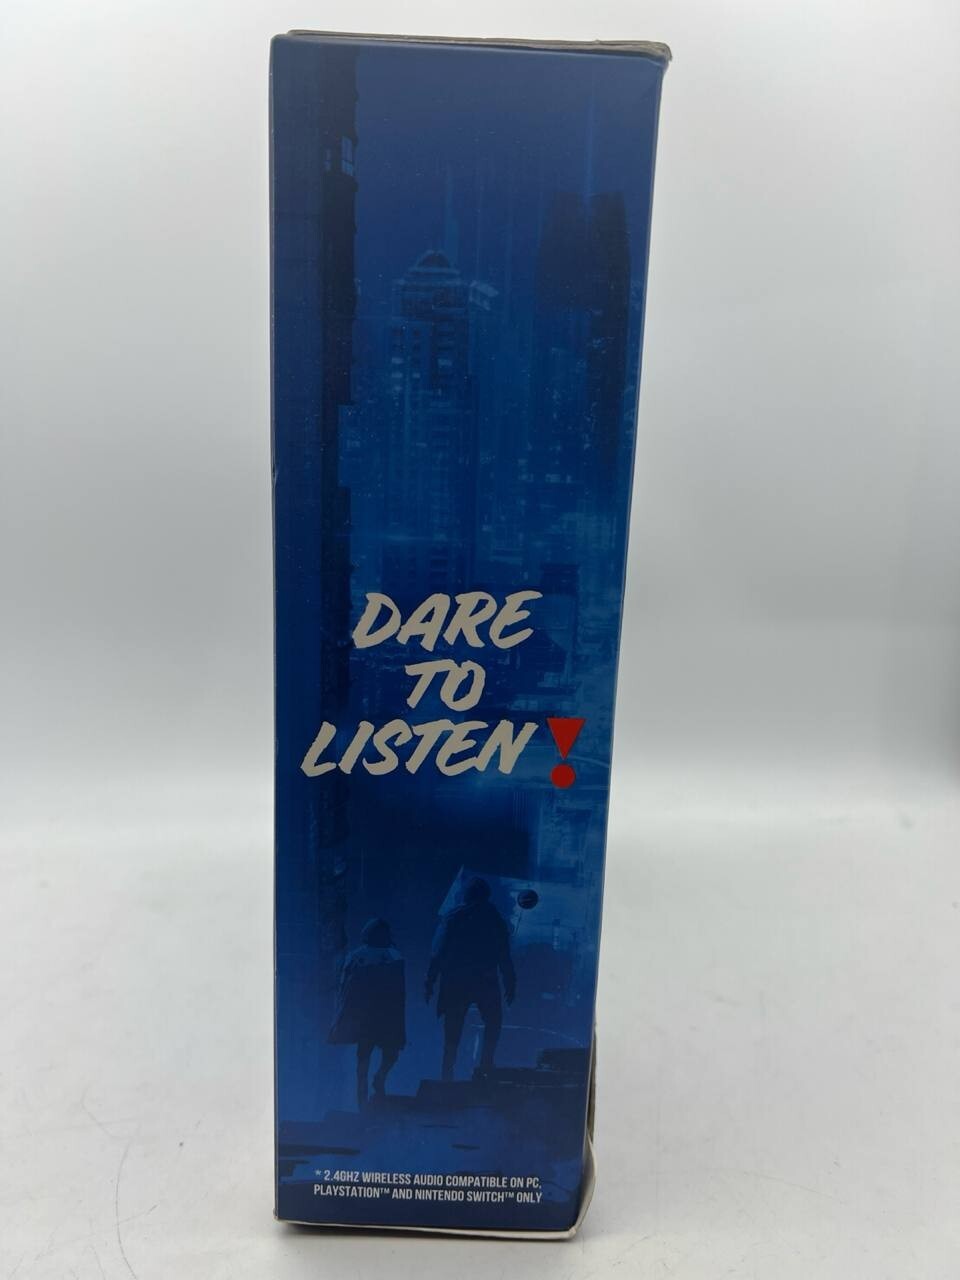 DARE
TO
LISTEN!
* 2.4GHZ WIRELESS AUDIO COMPATIBLE ON PC,
PLAYSTATION™ AND NINTENDO SWITCH™ ONLY